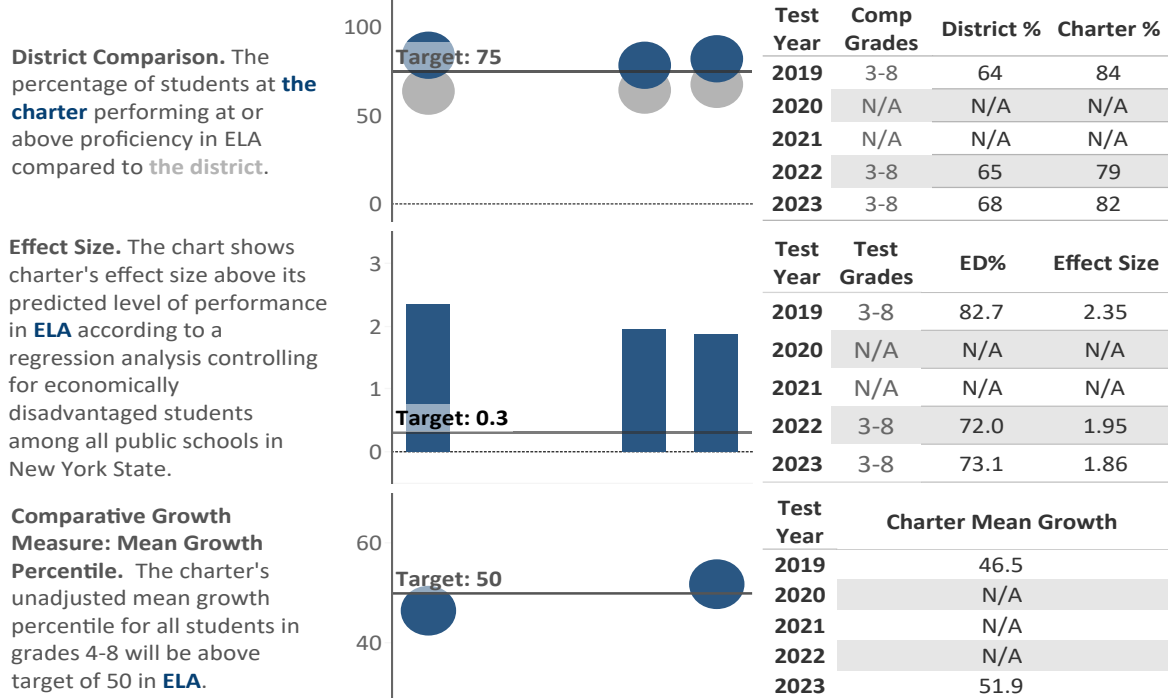 District Comparison. The
percentage of students at the
charter performing at or
above proficiency in ELA
compared to the district.
100
50
0
Target: 75
Test Year Comp Grades District % Charter %
2019 3-8 64 84
2020 N/A N/A N/A
2021 N/A N/A N/A
2022 3-8 65 79
2023 3-8 68 82
Effect Size. The chart shows
charter's effect size above its
predicted level of performance
in ELA according to a
regression analysis controlling
for economically
disadvantaged students
among all public schools in
New York State.
3
2
1
0
Target: 0.3
Test Year Test Grades ED% Effect Size
2019 3-8 82.7 2.35
2020 N/A N/A N/A
2021 N/A N/A N/A
2022 3-8 72.0 1.95
2023 3-8 73.1 1.86
Comparative Growth
Measure: Mean Growth
Percentile. The charter's
unadjusted mean growth
percentile for all students in
grades 4-8 will be above
target of 50 in ELA.
60
40
Target: 50
Test Year Charter Mean Growth
2019 46.5
2020 N/A
2021 N/A
2022 N/A
2023 51.9